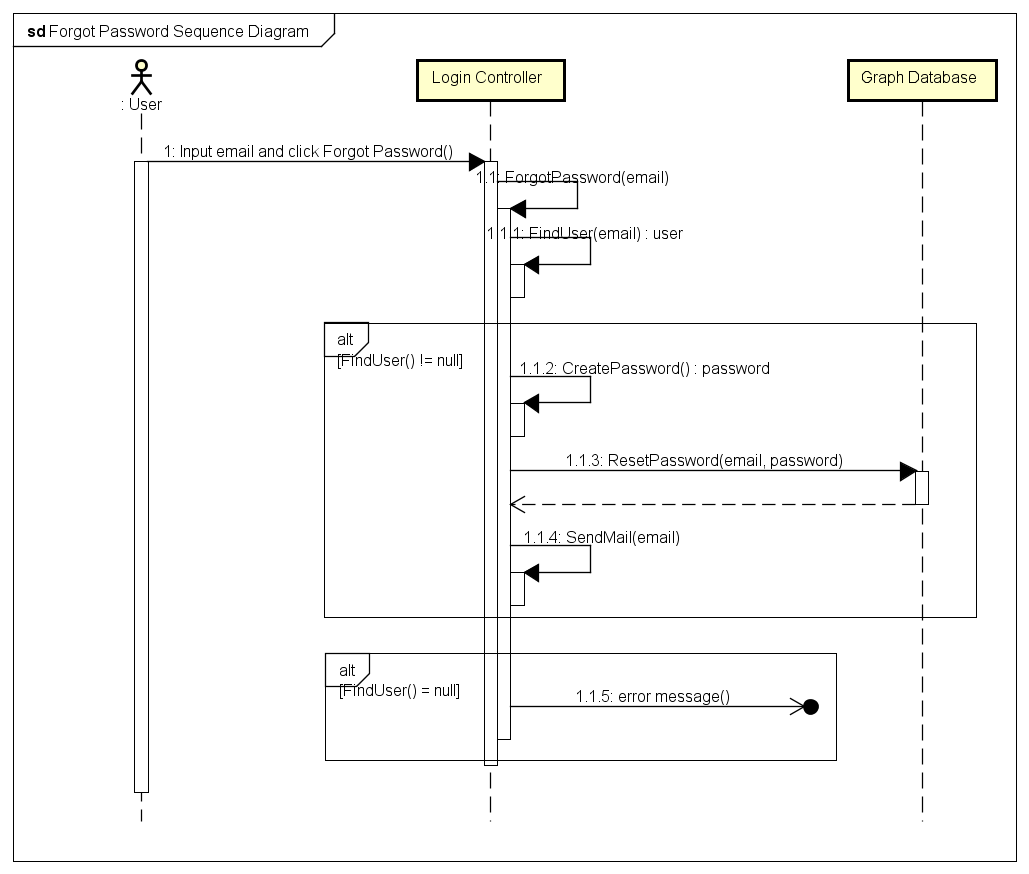 sd Forgot Password Sequence Diagram
: User
Login Controller
Graph Database
1: Input email and click Forgot Password()
1.1: ForgotPassword(email)
1.1.1: FindUser(email) : user
alt
[FindUser() != null]
1.1.2: CreatePassword() : password
1.1.3: ResetPassword(email, password)
1.1.4: SendMail(email)
alt
[FindUser() = null]
1.1.5: error message()